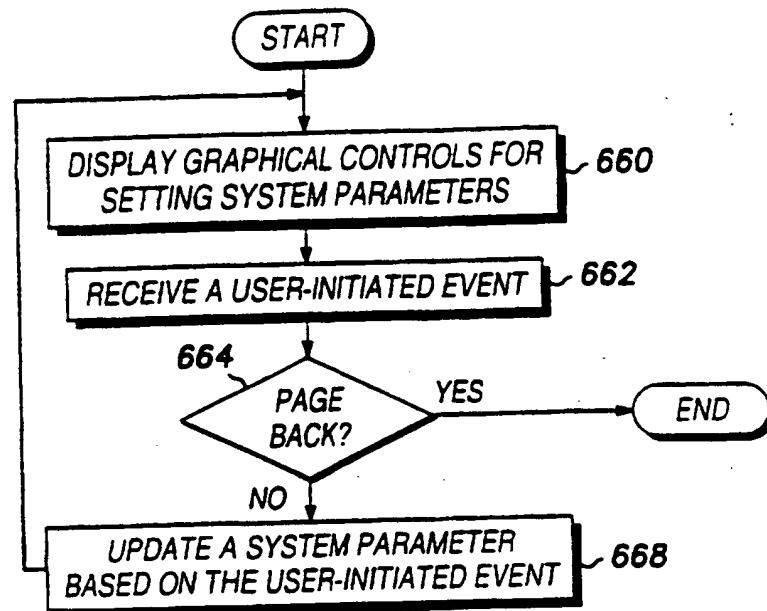 START
DISPLAY GRAPHICAL CONTROLS FOR
SETTING SYSTEM PARAMETERS
660
RECEIVE A USER-INITIATED EVENT
662
664
PAGE
BACK?
YES
END
NO
UPDATE A SYSTEM PARAMETER
BASED ON THE USER-INITIATED EVENT
668